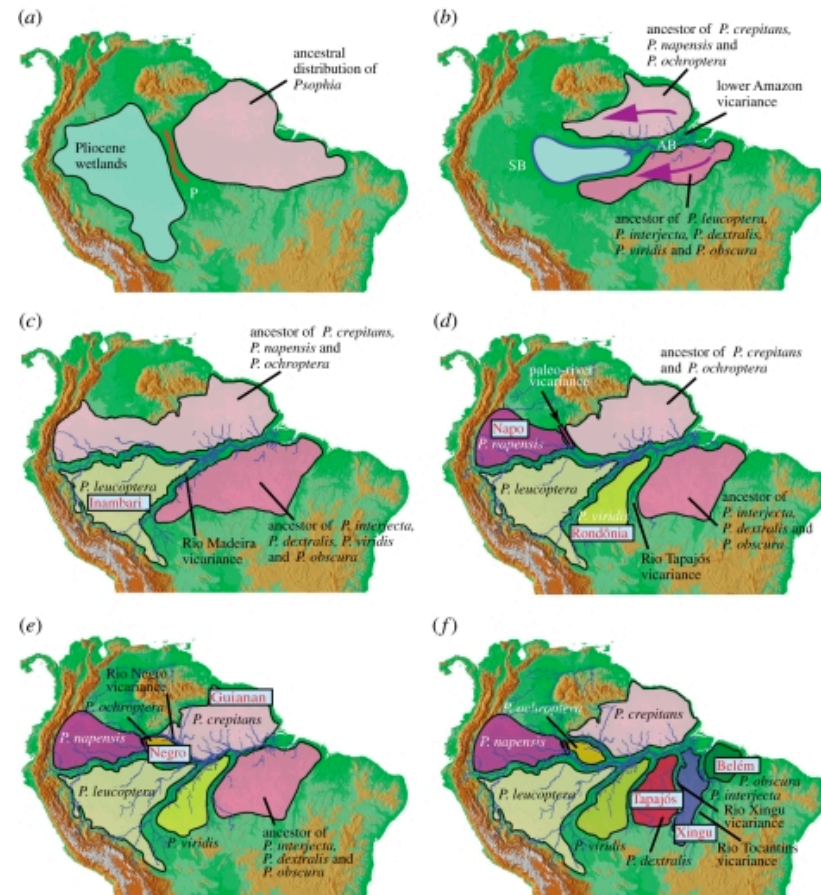 (a)
ancestral
distribution of
Psophia
Pliocene
wetlands
P
(b)
ancestor of P. crepitans,
P. napensis and
P. ochroptera
lower Amazon
vicariance
AB
SB
ancestor of P. leucoptera,
P. interjecta, P. dextralis,
P. viridis and P. obscura
(c)
ancestor of P. crepitans,
P. napensis and
P. ochroptera
P. leucoptera
Inambari
Rio Madeira
vicariance
ancestor of P. interjecta,
P. dextralis, P. viridis
and P. obscura
(d)
ancestor of P. crepitans
and P. ochroptera
paleo-river
vicariance
Napo
P. napensis
P. leucoptera
P. viridis
Rondônia
Rio Tapajós
vicariance
ancestor of
P. interjecta,
P. dextralis and
P. obscura
(e)
Rio Negro
vicariance
P. ochroptera
Guianan
P. crepitans
P. napensis
Negro
P. leucoptera
P. viridis
ancestor of
P. interjecta,
P. dextralis and
P. obscura
(f)
P. ochroptera
P. crepitans
P. napensis
Belém
P. obscura
P. interjecta
P. leucoptera
Tapajós
Rio Xingu
vicariance
Xingu
Rio Tocantins
vicariance
P. viridis
P. dextralis